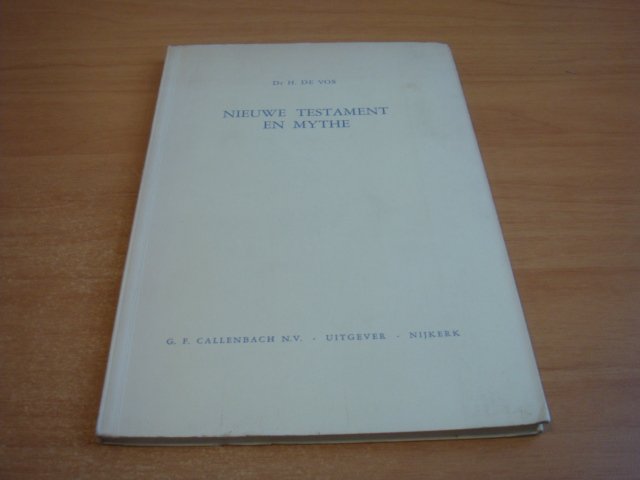 Dr H. DE VOS
NIEUWE TESTAMENT
EN MYTHE
G. F. CALLENBACH N.V. · UITGEVER · NIJKERK